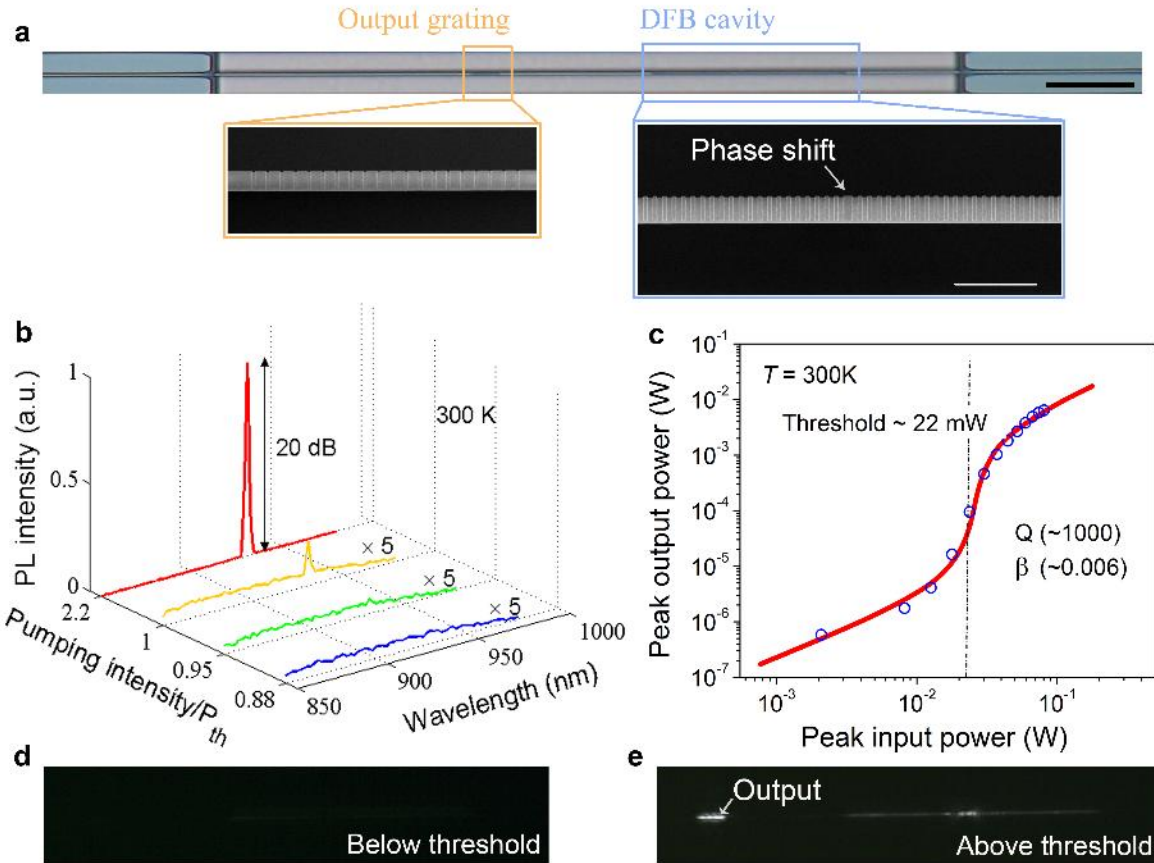 Output grating
DFB cavity
a
Phase shift
b
PL intensity (a.u.)
1
0.5
0
20 dB
300 K
× 5
× 5
× 5
2.2
1
0.95
0.88
Pumping intensity/P_th
850
900
950
1000
Wavelength (nm)
c
Peak output power (W)
10^-1
10^-2
10^-3
10^-4
10^-5
10^-6
10^-7
T = 300K
Threshold ~ 22 mW
Q (~1000)
β (~0.006)
10^-3
10^-2
10^-1
Peak input power (W)
d
Below threshold
e
Output
Above threshold